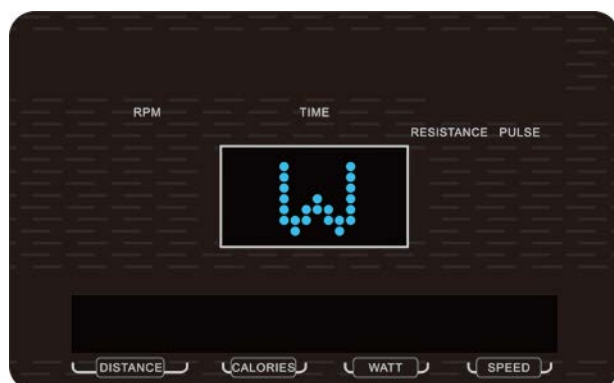 RPM TIME
RESISTANCE PULSE
W
DISTANCE CALORIES WATT SPEED